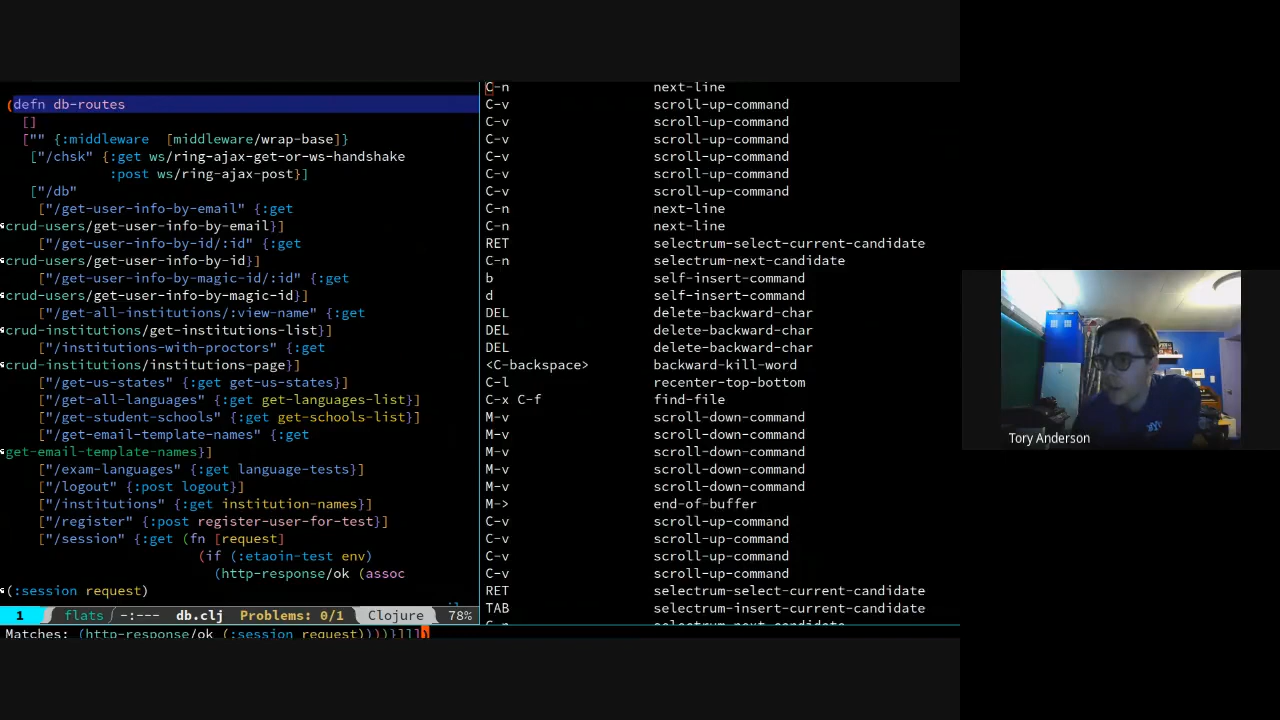 (defn db-routes
[]
["" {:middleware [middleware/wrap-base]}
["/chsk" {:get ws/ring-ajax-get-or-ws-handshake
:post ws/ring-ajax-post}]
["/db"
["/get-user-info-by-email" {:get
crud-users/get-user-info-by-email}]
["/get-user-info-by-id/:id" {:get
crud-users/get-user-info-by-id}]
["/get-user-info-by-magic-id/:id" {:get
crud-users/get-user-info-by-magic-id}]
["/get-all-institutions/:view-name" {:get
crud-institutions/get-institutions-list}]
["/institutions-with-proctors" {:get
crud-institutions/institutions-page}]
["/get-us-states" {:get get-us-states}]
["/get-all-languages" {:get get-languages-list}]
["/get-student-schools" {:get get-schools-list}]
["/get-email-template-names" {:get
get-email-template-names}]
["/exam-languages" {:get language-tests}]
["/logout" {:post logout}]
["/institutions" {:get institution-names}]
["/register" {:post register-user-for-test}]
["/session" {:get (fn [request]
(if (:etaoin-test env)
(http-response/ok (assoc
(:session request)
1 flats -:--- db.clj Problems: 0/1 Clojure 78%
Matches: (http-response/ok (:session request))))}]]])
C-n next-line
C-v scroll-up-command
C-v scroll-up-command
C-v scroll-up-command
C-v scroll-up-command
C-v scroll-up-command
C-v scroll-up-command
C-n next-line
C-n next-line
RET selectrum-select-current-candidate
C-n selectrum-next-candidate
b self-insert-command
d self-insert-command
DEL delete-backward-char
DEL delete-backward-char
DEL delete-backward-char
<C-backspace> backward-kill-word
C-l recenter-top-bottom
C-x C-f find-file
M-v scroll-down-command
M-v scroll-down-command
M-v scroll-down-command
M-v scroll-down-command
M-v scroll-down-command
M-> end-of-buffer
C-v scroll-up-command
C-v scroll-up-command
C-v scroll-up-command
C-v scroll-up-command
RET selectrum-select-current-candidate
TAB selectrum-insert-current-candidate
C-n selectrum-next-candidate
Tory Anderson